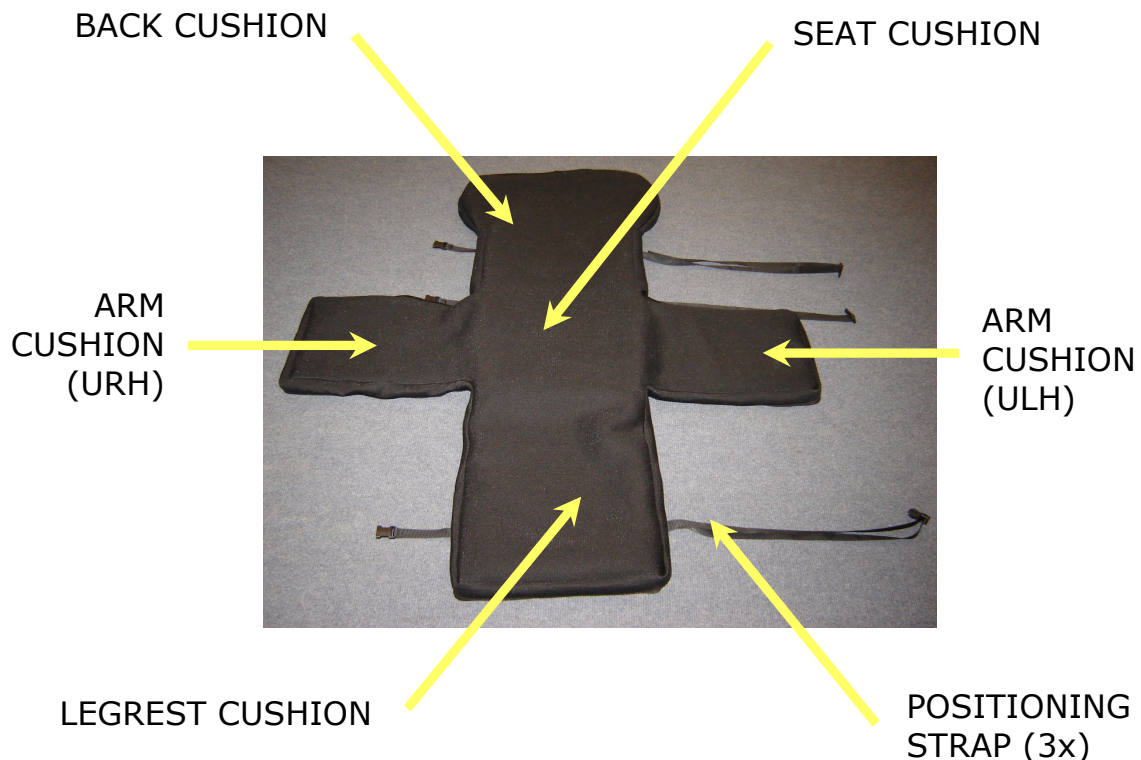 BACK CUSHION
SEAT CUSHION
ARM
CUSHION
(URH)
ARM
CUSHION
(ULH)
LEGREST CUSHION
POSITIONING
STRAP (3x)